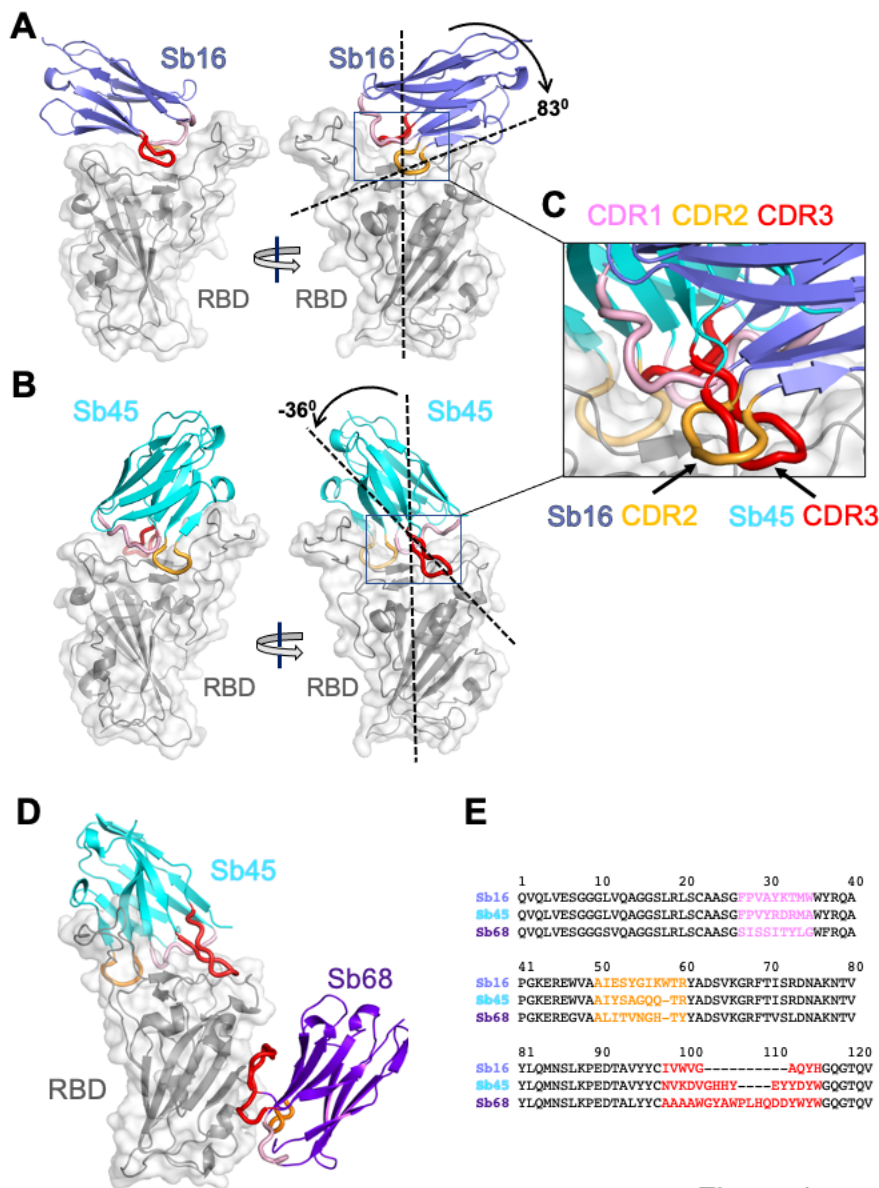 A
Sb16
Sb16
83⁰
RBD
RBD
C
CDR1 CDR2 CDR3
Sb16 CDR2
Sb45 CDR3
B
Sb45
-36⁰
Sb45
RBD
RBD
D
Sb45
Sb68
RBD
E
1 10 20 30 40
Sb16 QVQLVESGGGLVQAGGSLRLSCAASGFPVAYKTMWWYRQA
Sb45 QVQLVESGGGLVQAGGSLRLSCAASGFPVYRDRMAWYRQA
Sb68 QVQLVESGGGSVQAGGSLRLSCAASGSISSITYLGWFRQA
41 50 60 70 80
Sb16 PGKEREWVAAIESYGIKWTRYADSVKGRFTISRDNAKNTV
Sb45 PGKEREWVAAIYSAGQQ-TRYADSVKGRFTISRDNAKNTV
Sb68 PGKEREGVAALITVNGH-TYYADSVKGRFTVSLDNAKNTV
81 90 100 110 120
Sb16 YLQMNSLKPEDTAVYYCIVWVG----------AQYHGQGTQV
Sb45 YLQMNSLKPEDTAVYYCNVKDVGHHY----EYYDYWGQGTQV
Sb68 YLQMNSLKPEDTALYYCAAAAWGYAWPLHQDDYWYWGQGTQV